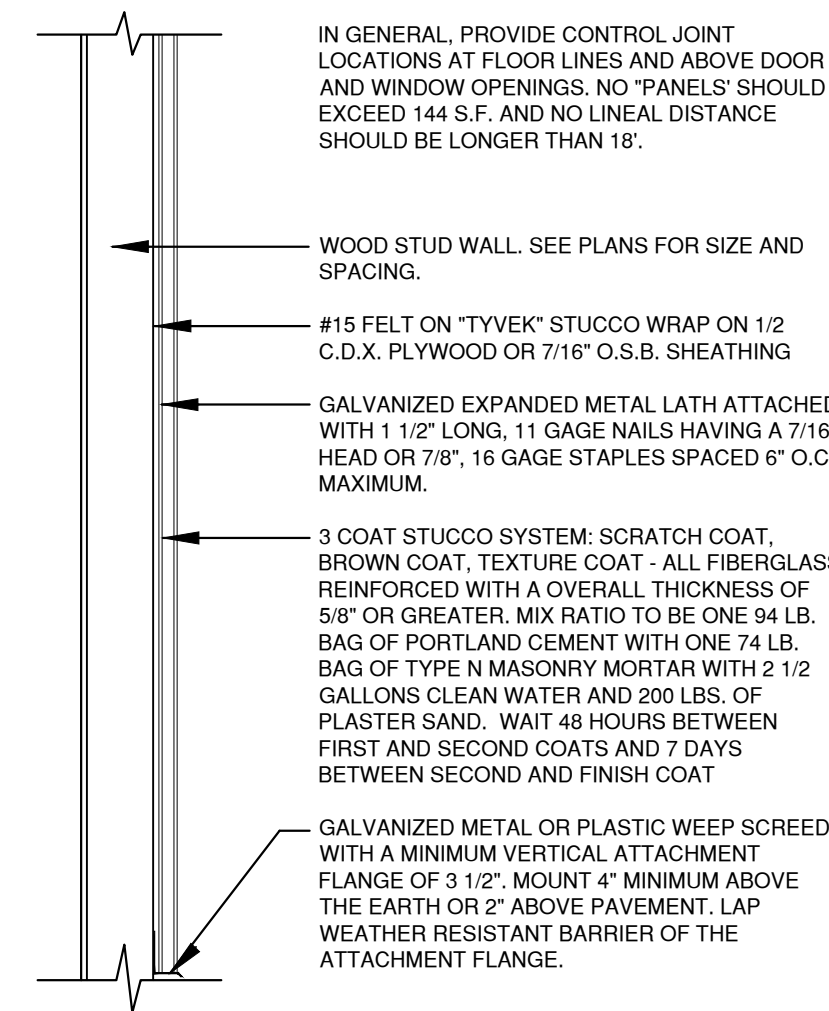 IN GENERAL, PROVIDE CONTROL JOINT
LOCATIONS AT FLOOR LINES AND ABOVE DOOR
AND WINDOW OPENINGS. NO "PANELS' SHOULD
EXCEED 144 S.F. AND NO LINEAL DISTANCE
SHOULD BE LONGER THAN 18'.
WOOD STUD WALL. SEE PLANS FOR SIZE AND
SPACING.
#15 FELT ON "TYVEK" STUCCO WRAP ON 1/2
C.D.X. PLYWOOD OR 7/16" O.S.B. SHEATHING
GALVANIZED EXPANDED METAL LATH ATTACHED
WITH 1 1/2" LONG, 11 GAGE NAILS HAVING A 7/16
HEAD OR 7/8", 16 GAGE STAPLES SPACED 6" O.C
MAXIMUM.
3 COAT STUCCO SYSTEM: SCRATCH COAT,
BROWN COAT, TEXTURE COAT - ALL FIBERGLASS
REINFORCED WITH A OVERALL THICKNESS OF
5/8" OR GREATER. MIX RATIO TO BE ONE 94 LB.
BAG OF PORTLAND CEMENT WITH ONE 74 LB.
BAG OF TYPE N MASONRY MORTAR WITH 2 1/2
GALLONS CLEAN WATER AND 200 LBS. OF
PLASTER SAND. WAIT 48 HOURS BETWEEN
FIRST AND SECOND COATS AND 7 DAYS
BETWEEN SECOND AND FINISH COAT
GALVANIZED METAL OR PLASTIC WEEP SCREED
WITH A MINIMUM VERTICAL ATTACHMENT
FLANGE OF 3 1/2". MOUNT 4" MINIMUM ABOVE
THE EARTH OR 2" ABOVE PAVEMENT. LAP
WEATHER RESISTANT BARRIER OF THE
ATTACHMENT FLANGE.